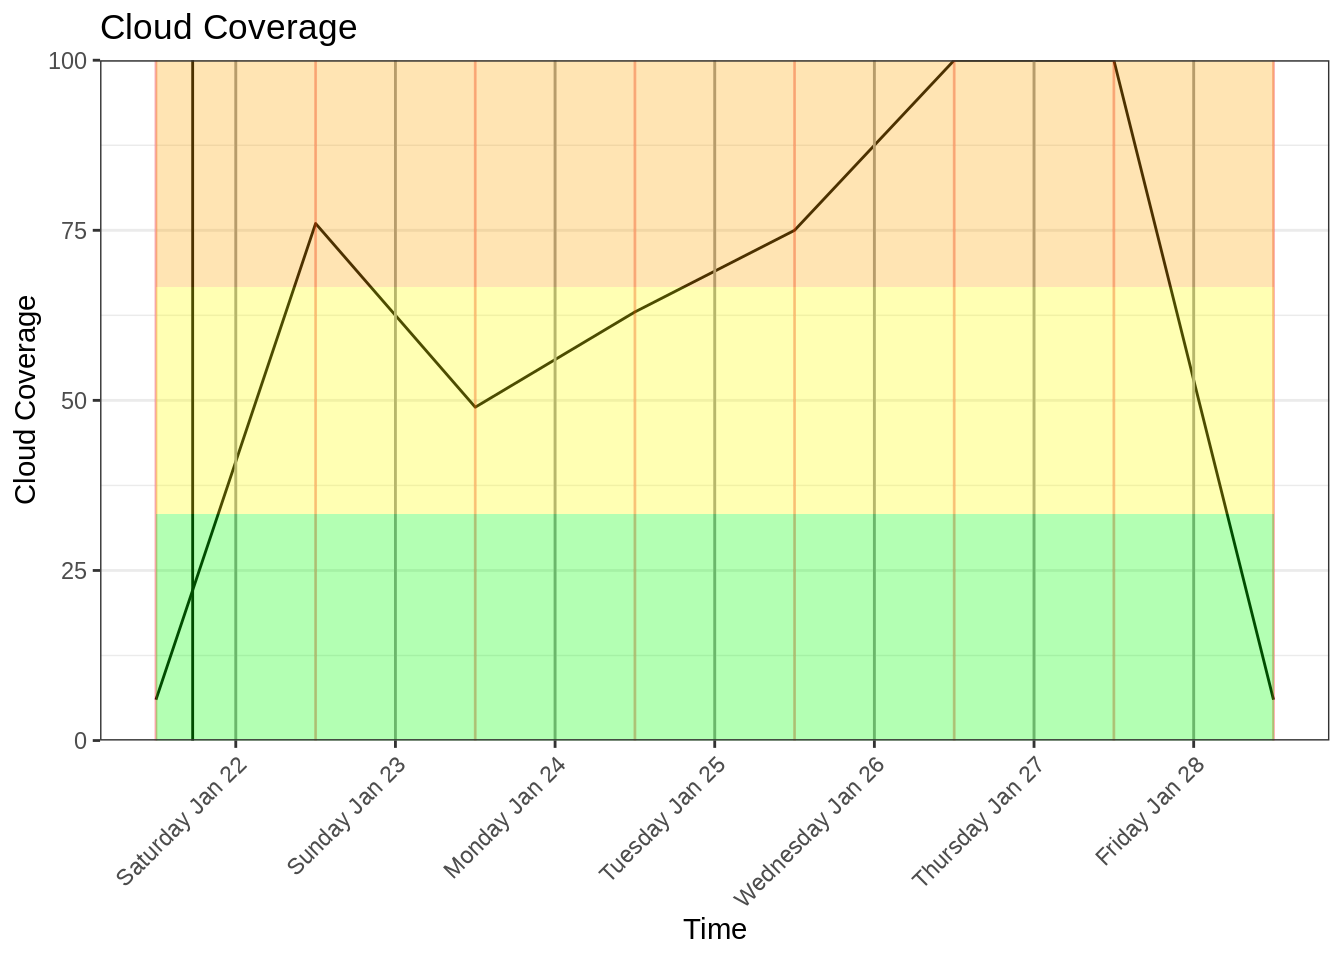 Cloud Coverage
Cloud Coverage
100
75
50
25
0
Saturday Jan 22
Sunday Jan 23
Monday Jan 24
Tuesday Jan 25
Wednesday Jan 26
Thursday Jan 27
Friday Jan 28
Time